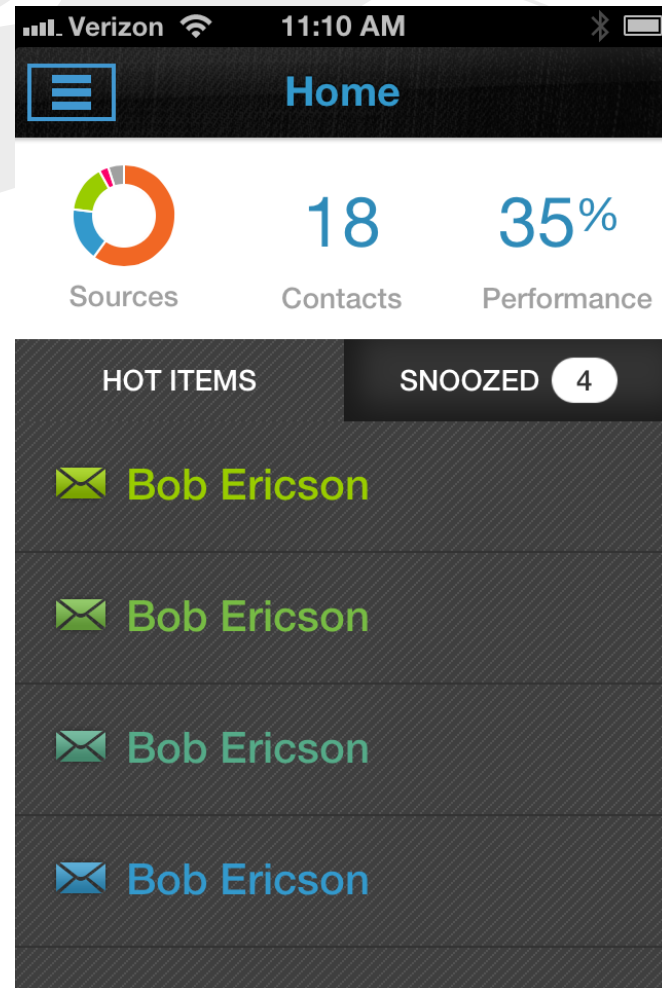 Verizon 11:10 AM
Home
18 35%
Sources Contacts Performance
HOT ITEMS SNOOZED 4
Bob Ericson
Bob Ericson
Bob Ericson
Bob Ericson